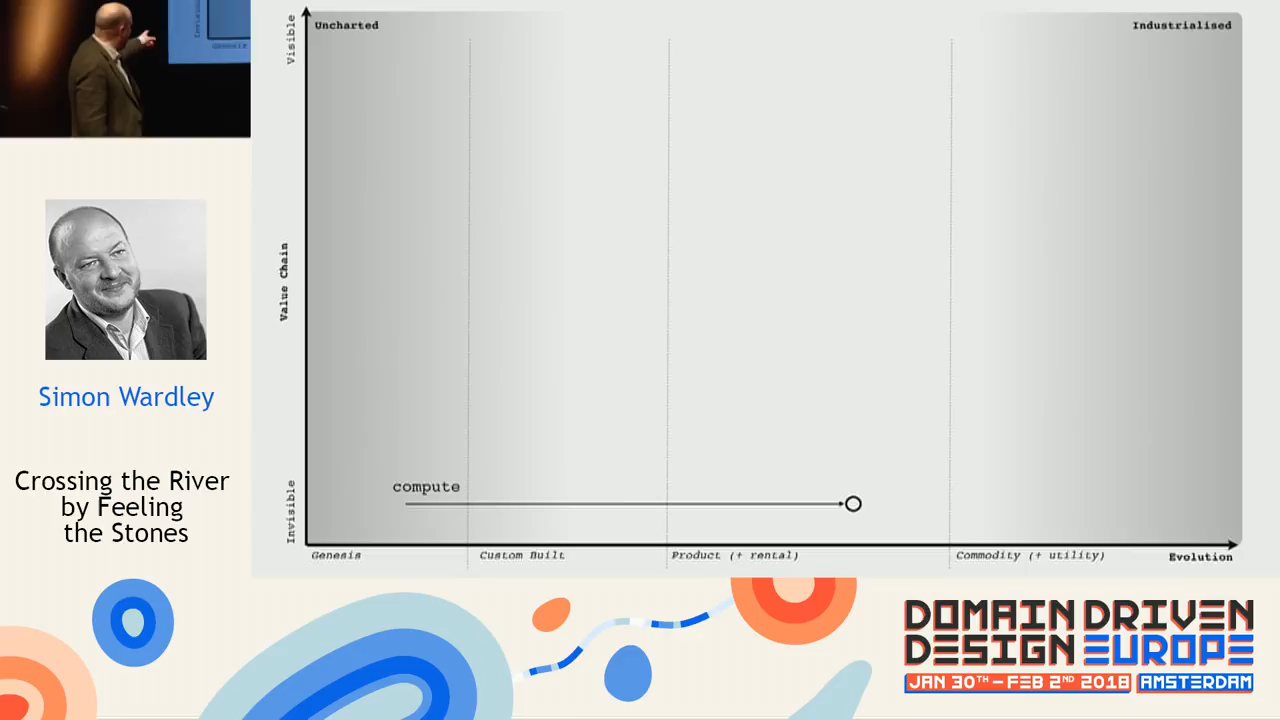 Genesis
Simon Wardley
Crossing the River
by Feeling
the Stones
Uncharted
Industrialised
Visible
Value Chain
Invisible
compute
Genesis
Custom Built
Product (+ rental)
Commodity (+ utility)
Evolution
DOMAIN DRIVEN
DESIGN EUROPE
JAN 30TH - FEB 2ND 2018 AMSTERDAM